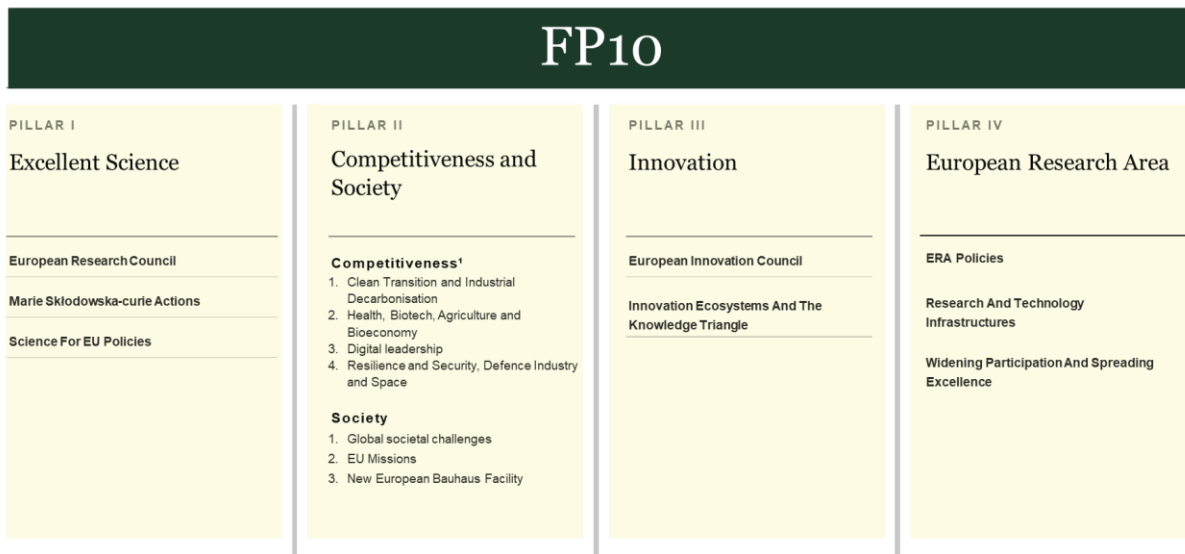 FP10
PILLAR I
Excellent Science
European Research Council
Marie Skłodowska-curie Actions
Science For EU Policies
PILLAR II
Competitiveness and
Society
Competitiveness¹
1. Clean Transition and Industrial
Decarbonisation
2. Health, Biotech, Agriculture and
Bioeconomy
3. Digital leadership
4. Resilience and Security, Defence Industry
and Space
Society
1. Global societal challenges
2. EU Missions
3. New European Bauhaus Facility
PILLAR III
Innovation
European Innovation Council
Innovation Ecosystems And The
Knowledge Triangle
PILLAR IV
European Research Area
ERA Policies
Research And Technology
Infrastructures
Widening Participation And Spreading
Excellence